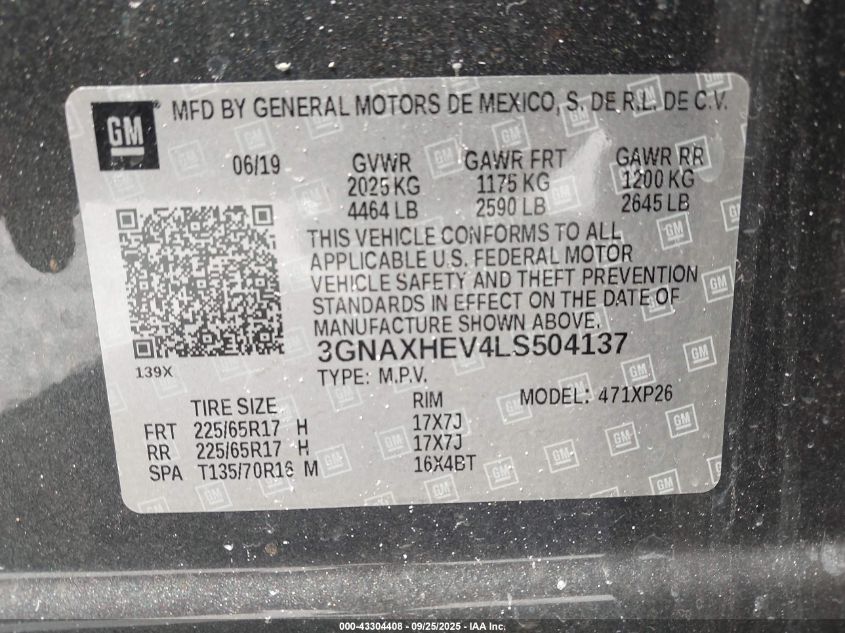 GM
MFD BY GENERAL MOTORS DE MEXICO, S. DE R.L. DE C.V.
06/19 GVWR GAWR FRT GAWR RR
2025 KG 1175 KG 1200 KG
4464 LB 2590 LB 2645 LB
THIS VEHICLE CONFORMS TO ALL
APPLICABLE U.S. FEDERAL MOTOR
VEHICLE SAFETY AND THEFT PREVENTION
STANDARDS IN EFFECT ON THE DATE OF
MANUFACTURE SHOWN ABOVE.
3GNAXHEV4LS504137
139X
TYPE: M.P.V.
TIRE SIZE RIM MODEL: 471XP26
FRT 225/65R17 H 17X7J
RR 225/65R17 H 17X7J
SPA T135/70R16 M 16X4BT
000-43304408 - 09/25/2025 - IAA Inc.